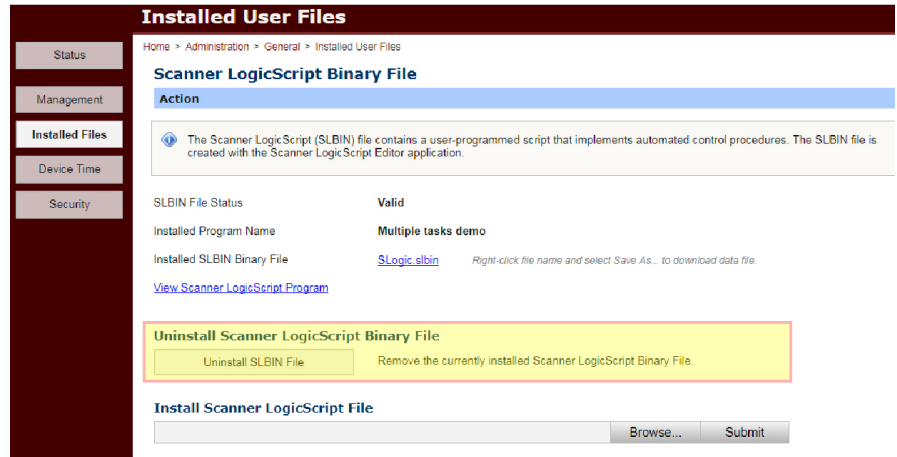 Installed User Files
Home > Administration > General > Installed User Files
Status
Management
Installed Files
Device Time
Security
Scanner LogicScript Binary File
Action
The Scanner LogicScript (SLBIN) file contains a user-programmed script that implements automated control procedures. The SLBIN file is
created with the Scanner LogicScript Editor application.
SLBIN File Status Valid
Installed Program Name Multiple tasks demo
Installed SLBIN Binary File SLogic.slbin Right-click file name and select Save As... to download data file.
View Scanner LogicScript Program
Uninstall Scanner LogicScript Binary File
Uninstall SLBIN File Remove the currently installed Scanner LogicScript Binary File.
Install Scanner LogicScript File
Browse... Submit